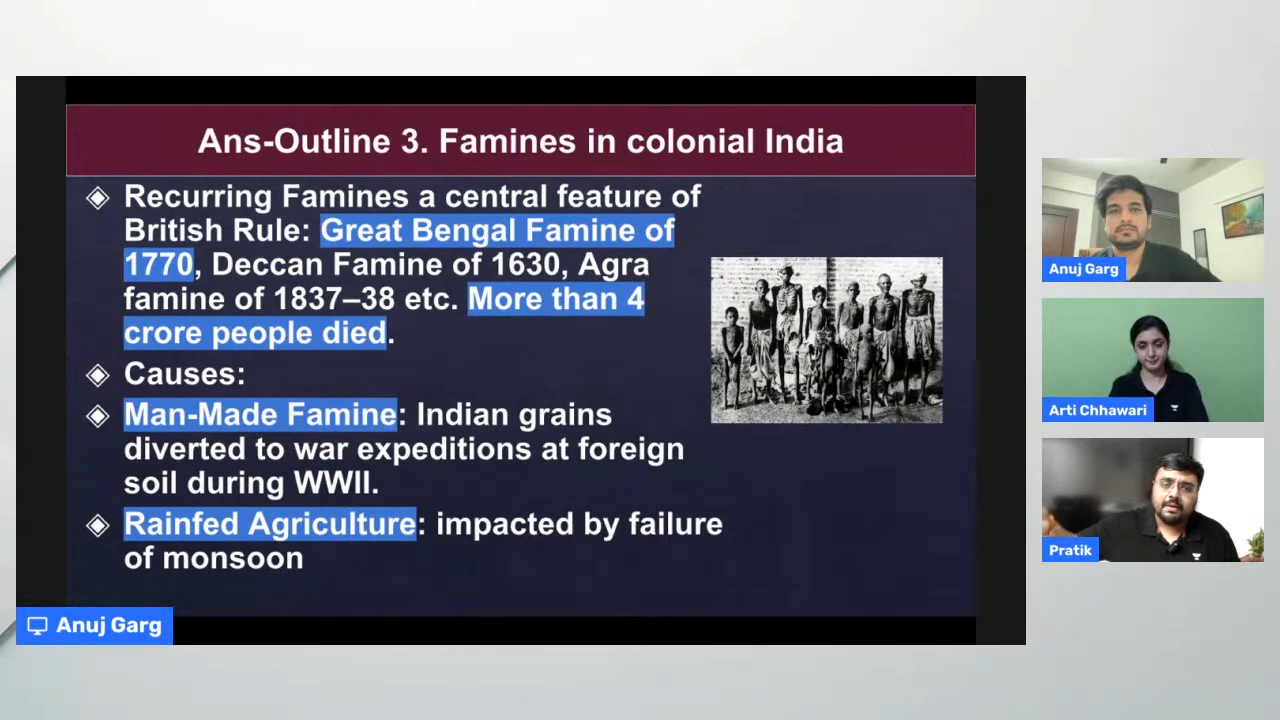 Ans-Outline 3. Famines in colonial India
◈ Recurring Famines a central feature of
British Rule: Great Bengal Famine of
1770, Deccan Famine of 1630, Agra
famine of 1837–38 etc. More than 4
crore people died.
◈ Causes:
◈ Man-Made Famine: Indian grains
diverted to war expeditions at foreign
soil during WWII.
◈ Rainfed Agriculture: impacted by failure
of monsoon
Anuj Garg
Anuj Garg
Arti Chhawari
Pratik